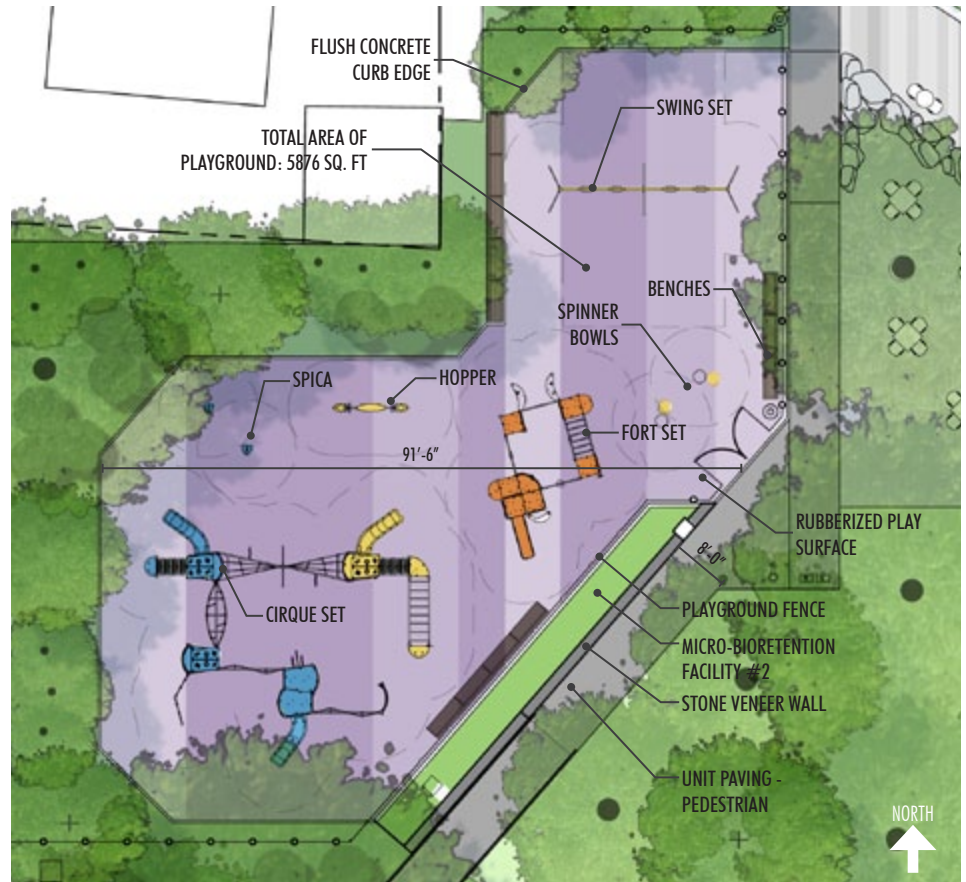 FLUSH CONCRETE
CURB EDGE
SWING SET
TOTAL AREA OF
PLAYGROUND: 5876 SQ. FT
BENCHES
SPINNER
BOWLS
SPICA
HOPPER
FORT SET
91'-6"
RUBBERIZED PLAY
SURFACE
8'-0"
CIRQUE SET
PLAYGROUND FENCE
MICRO-BIORETENTION
FACILITY #2
STONE VENEER WALL
UNIT PAVING -
PEDESTRIAN
NORTH